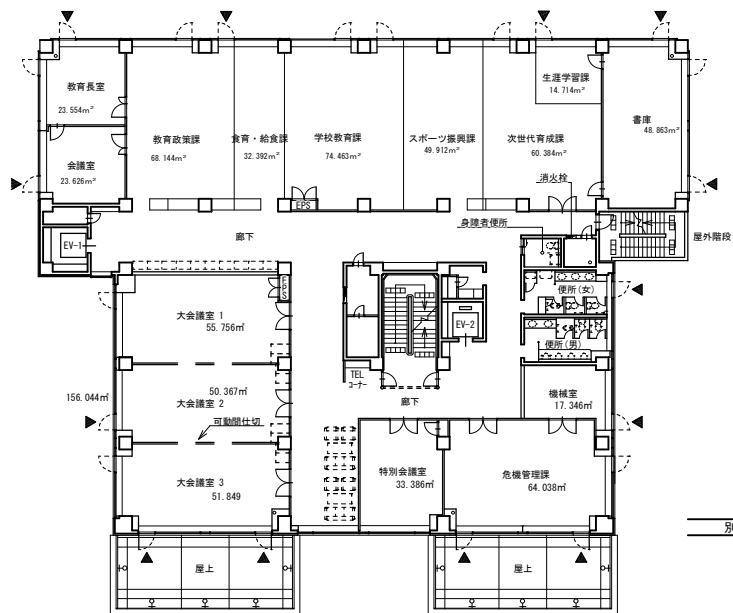 教育長室
23.554㎡
会議室
23.626㎡
教育政策課
68.144㎡
食育・給食課
32.392㎡
学校教育課
74.463㎡
スポーツ振興課
49.912㎡
生涯学習課
14.714㎡
次世代育成課
60.384㎡
書庫
48.863㎡
消火栓
EPS
身障者便所
屋外階段
EV-1
廊下
EPS
大会議室 1
55.756㎡
便所(女)
EV-2
便所(男)
156.044㎡
50.367㎡
大会議室 2
可動間仕切
TEL
コーナー
廊下
機械室
17.346㎡
大会議室 3
51.849
特別会議室
33.386㎡
危機管理課
64.038㎡
別
屋上
屋上